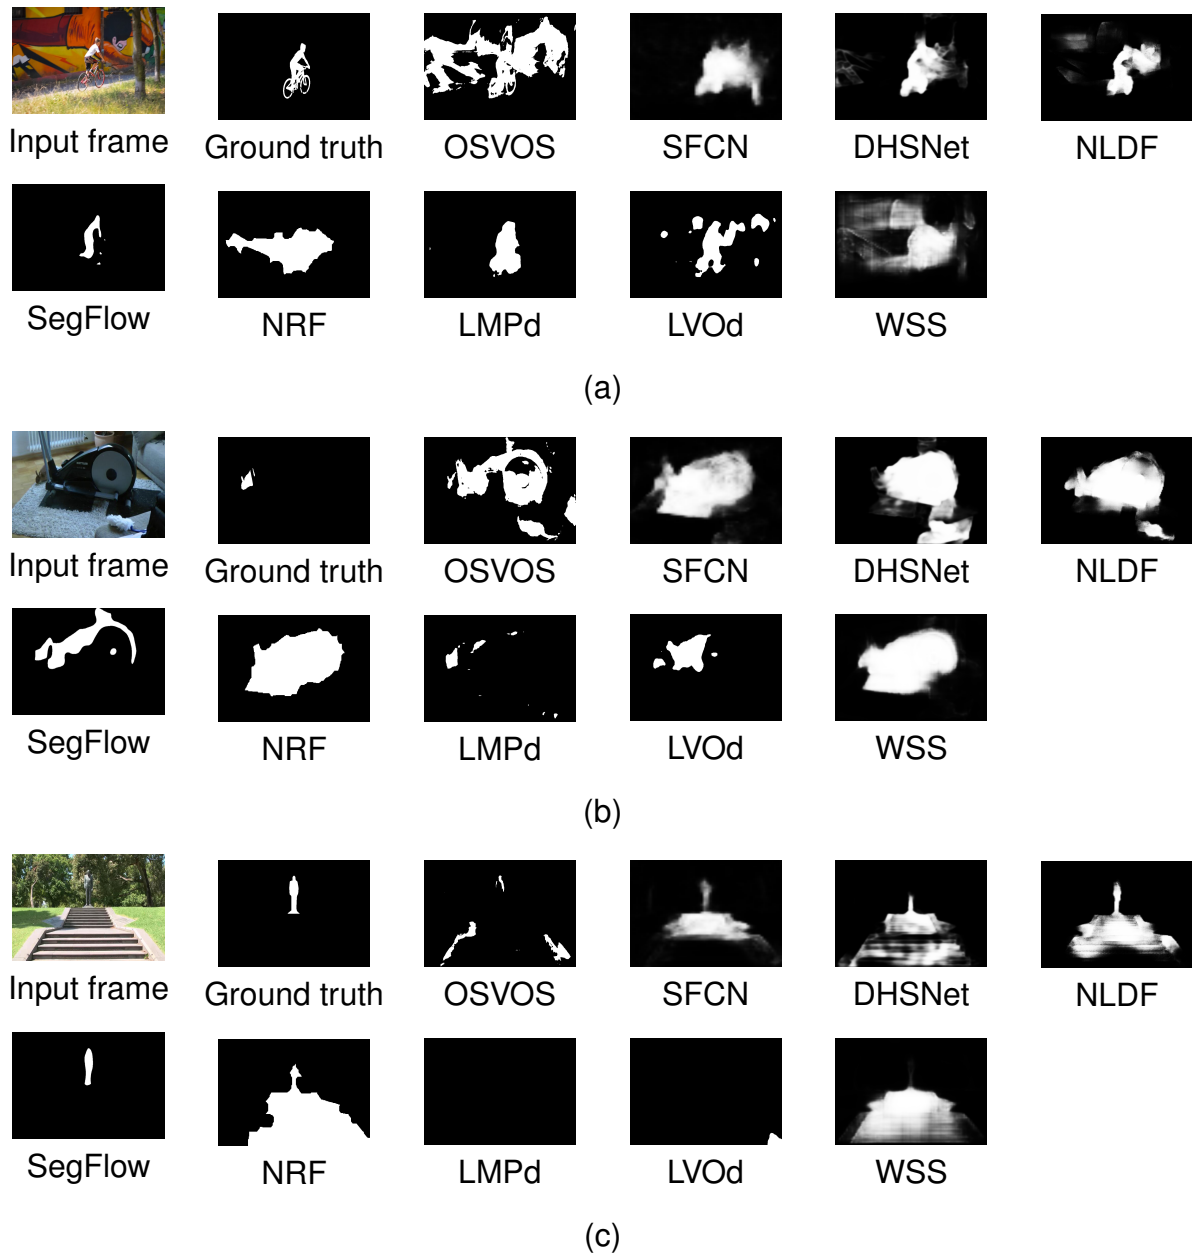 Input frame Ground truth OSVOS SFCN DHSNet NLDF
SegFlow NRF LMPd LVOd WSS
(a)
Input frame Ground truth OSVOS SFCN DHSNet NLDF
SegFlow NRF LMPd LVOd WSS
(b)
Input frame Ground truth OSVOS SFCN DHSNet NLDF
SegFlow NRF LMPd LVOd WSS
(c)